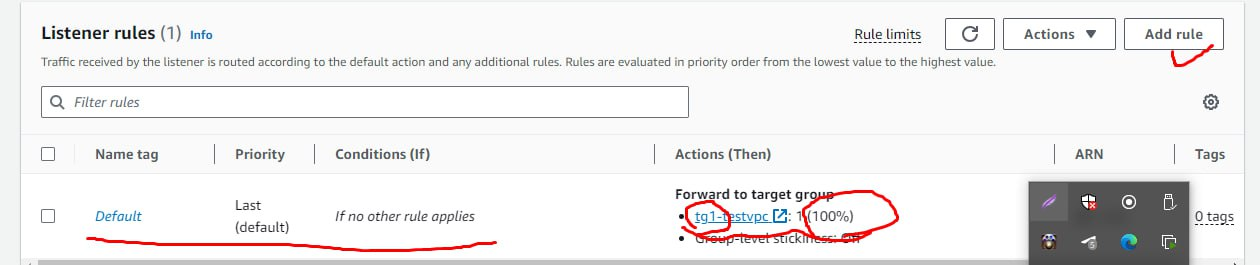 Listener rules (1) Info
Rule limits
Actions
Add rule
Traffic received by the listener is routed according to the default action and any additional rules. Rules are evaluated in priority order from the lowest value to the highest value.
Filter rules
Name tag Priority Conditions (If) Actions (Then) ARN Tags
Default
Last
(default)
If no other rule applies
Forward to target group
tg1-testvpc : 1 (100%)
Group-level stickiness: Off
0 tags